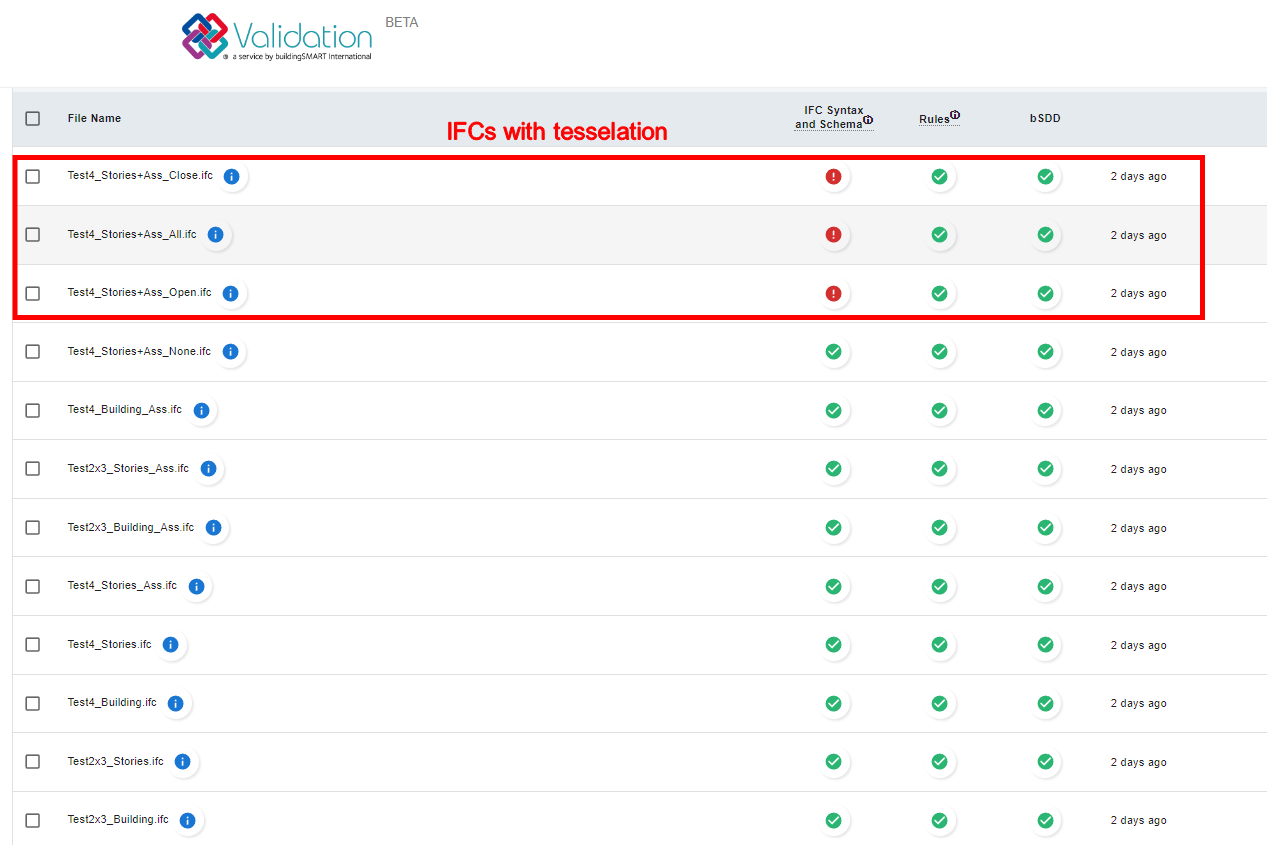 Validation
BETA
® a service by buildingSMART International
File Name
IFCs with tesselation
IFC Syntax
and Schema
Rules
bSDD
Test4_Stories+Ass_Close.ifc 2 days ago
Test4_Stories+Ass_All.ifc 2 days ago
Test4_Stories+Ass_Open.ifc 2 days ago
Test4_Stories+Ass_None.ifc 2 days ago
Test4_Building_Ass.ifc 2 days ago
Test2x3_Stories_Ass.ifc 2 days ago
Test2x3_Building_Ass.ifc 2 days ago
Test4_Stories_Ass.ifc 2 days ago
Test4_Stories.ifc 2 days ago
Test4_Building.ifc 2 days ago
Test2x3_Stories.ifc 2 days ago
Test2x3_Building.ifc 2 days ago